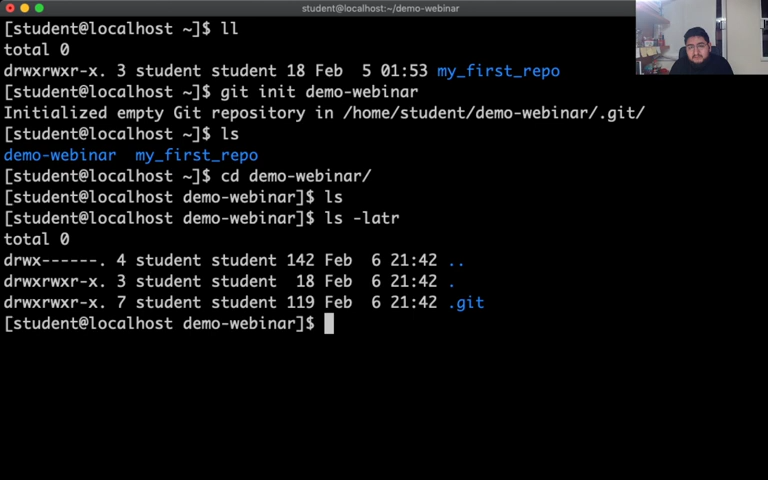 student@localhost:~/demo-webinar
[student@localhost ~]$ ll
total 0
drwxrwxr-x. 3 student student 18 Feb  5 01:53 my_first_repo
[student@localhost ~]$ git init demo-webinar
Initialized empty Git repository in /home/student/demo-webinar/.git/
[student@localhost ~]$ ls
demo-webinar  my_first_repo
[student@localhost ~]$ cd demo-webinar/
[student@localhost demo-webinar]$ ls
[student@localhost demo-webinar]$ ls -latr
total 0
drwx------. 4 student student 142 Feb  6 21:42 ..
drwxrwxr-x. 3 student student  18 Feb  6 21:42 .
drwxrwxr-x. 7 student student 119 Feb  6 21:42 .git
[student@localhost demo-webinar]$